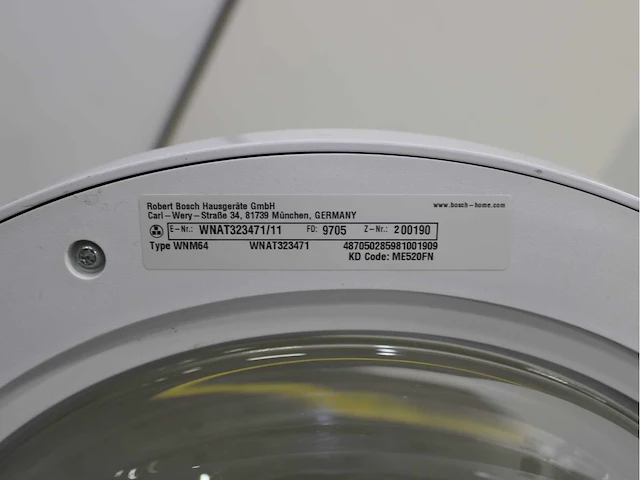 Robert Bosch Hausgeräte GmbH www.bosch-home.com
Carl-Wery-Straße 34, 81739 München, GERMANY
E-Nr.: WNAT323471/11 FD: 9705 Z-Nr.: 200190
Type WNM64 WNAT323471 487050285981001909
KD Code: ME520FN